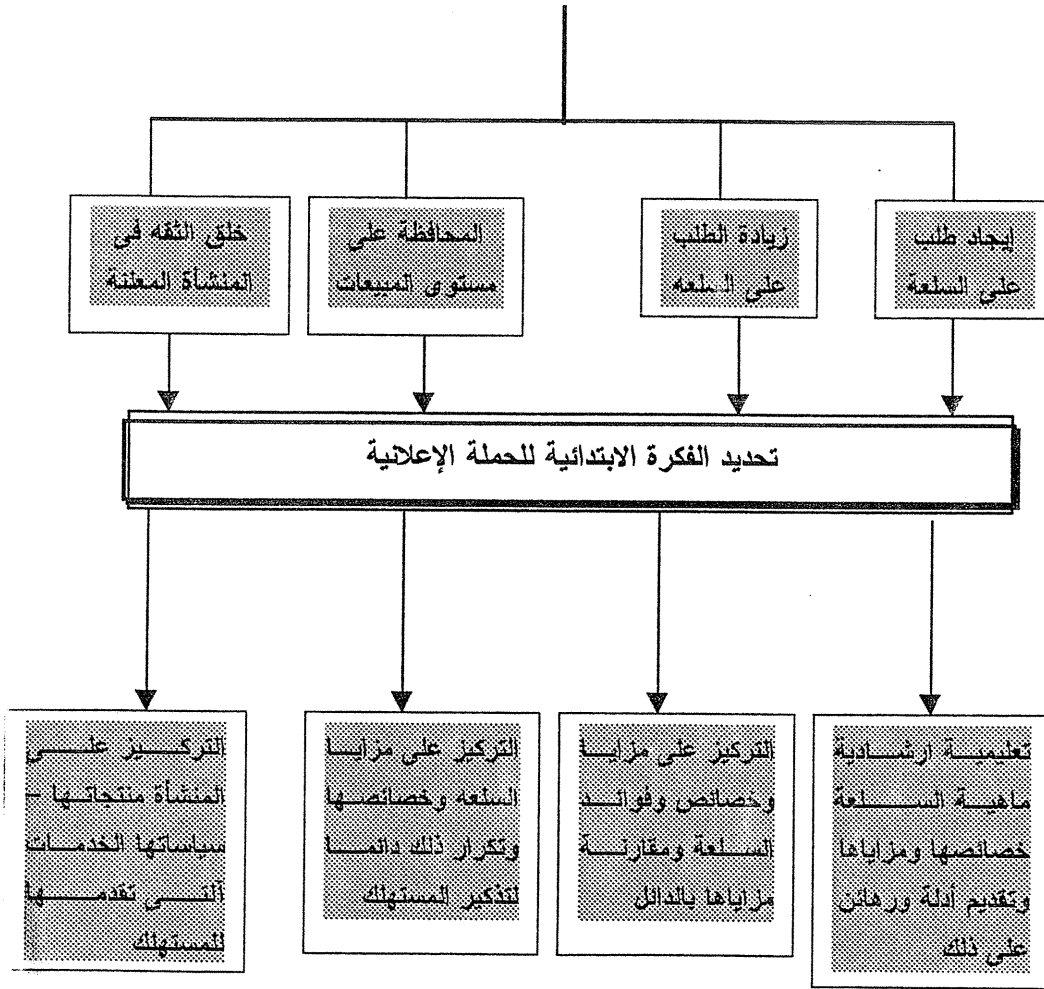 إيجاد طلب
على السلعة
زيادة الطلب
على السلعه
المحافظة على
مستوى المبيعات
خلق الثقه فى
المنشأة المعلنة
تحديد الفكرة الابتدائية للحملة الإعلانية
تعليمية ارشادية
ماهية السلعة
خصائصها ومزاياها
وتقديم أدلة ورهائن
على ذلك
التركيز على مزايا
وخصائص وفوائد
السلعة ومقارنة
مزاياها بالدائل
التركيز على مزايا
السلعه وخصائصها
وتكرار ذلك دائما
لتذكير المستهلك
التركيز على
المنشأة منتجاتها –
سياساتها الخدمات
التى تقدمها
للمستهلك